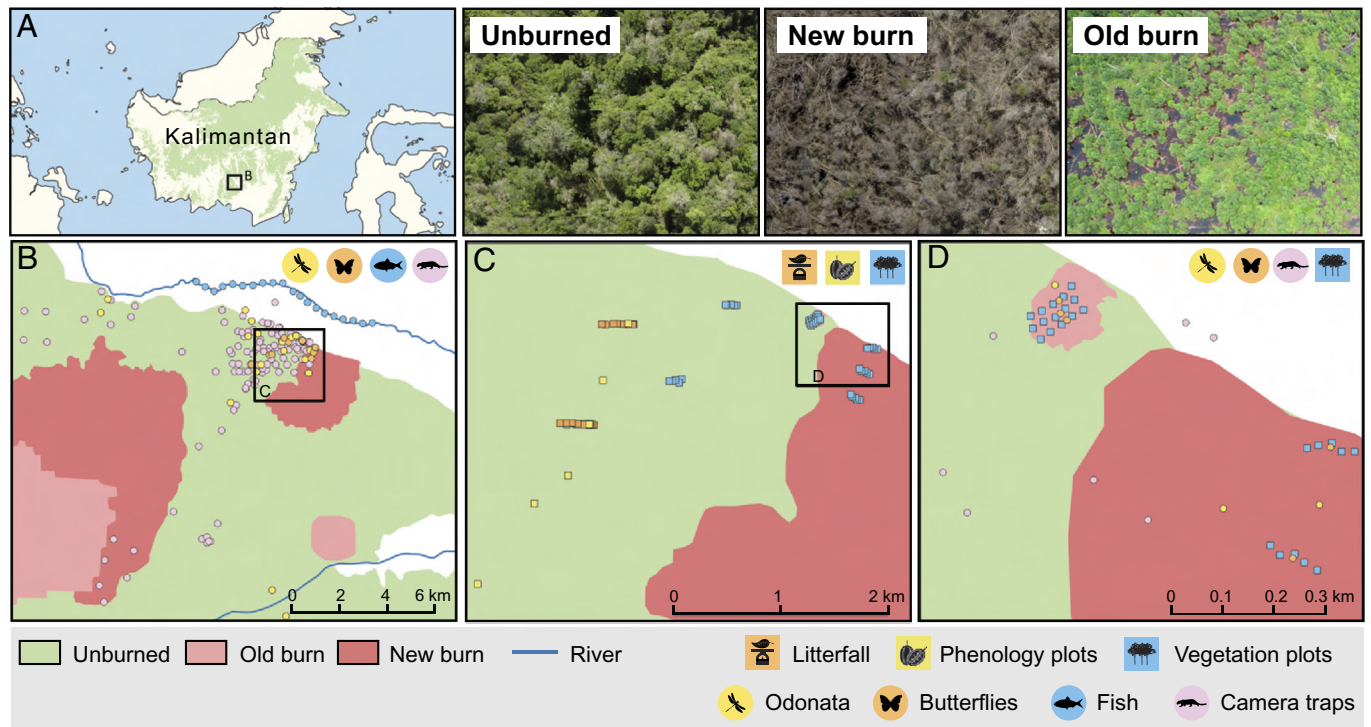 A
Kalimantan
B
Unburned
New burn
Old burn
B
C
0 2 4 6 km
C
D
0 1 2 km
D
0 0.1 0.2 0.3 km
Unburned Old burn New burn River
Litterfall Phenology plots Vegetation plots
Odonata Butterflies Fish Camera traps